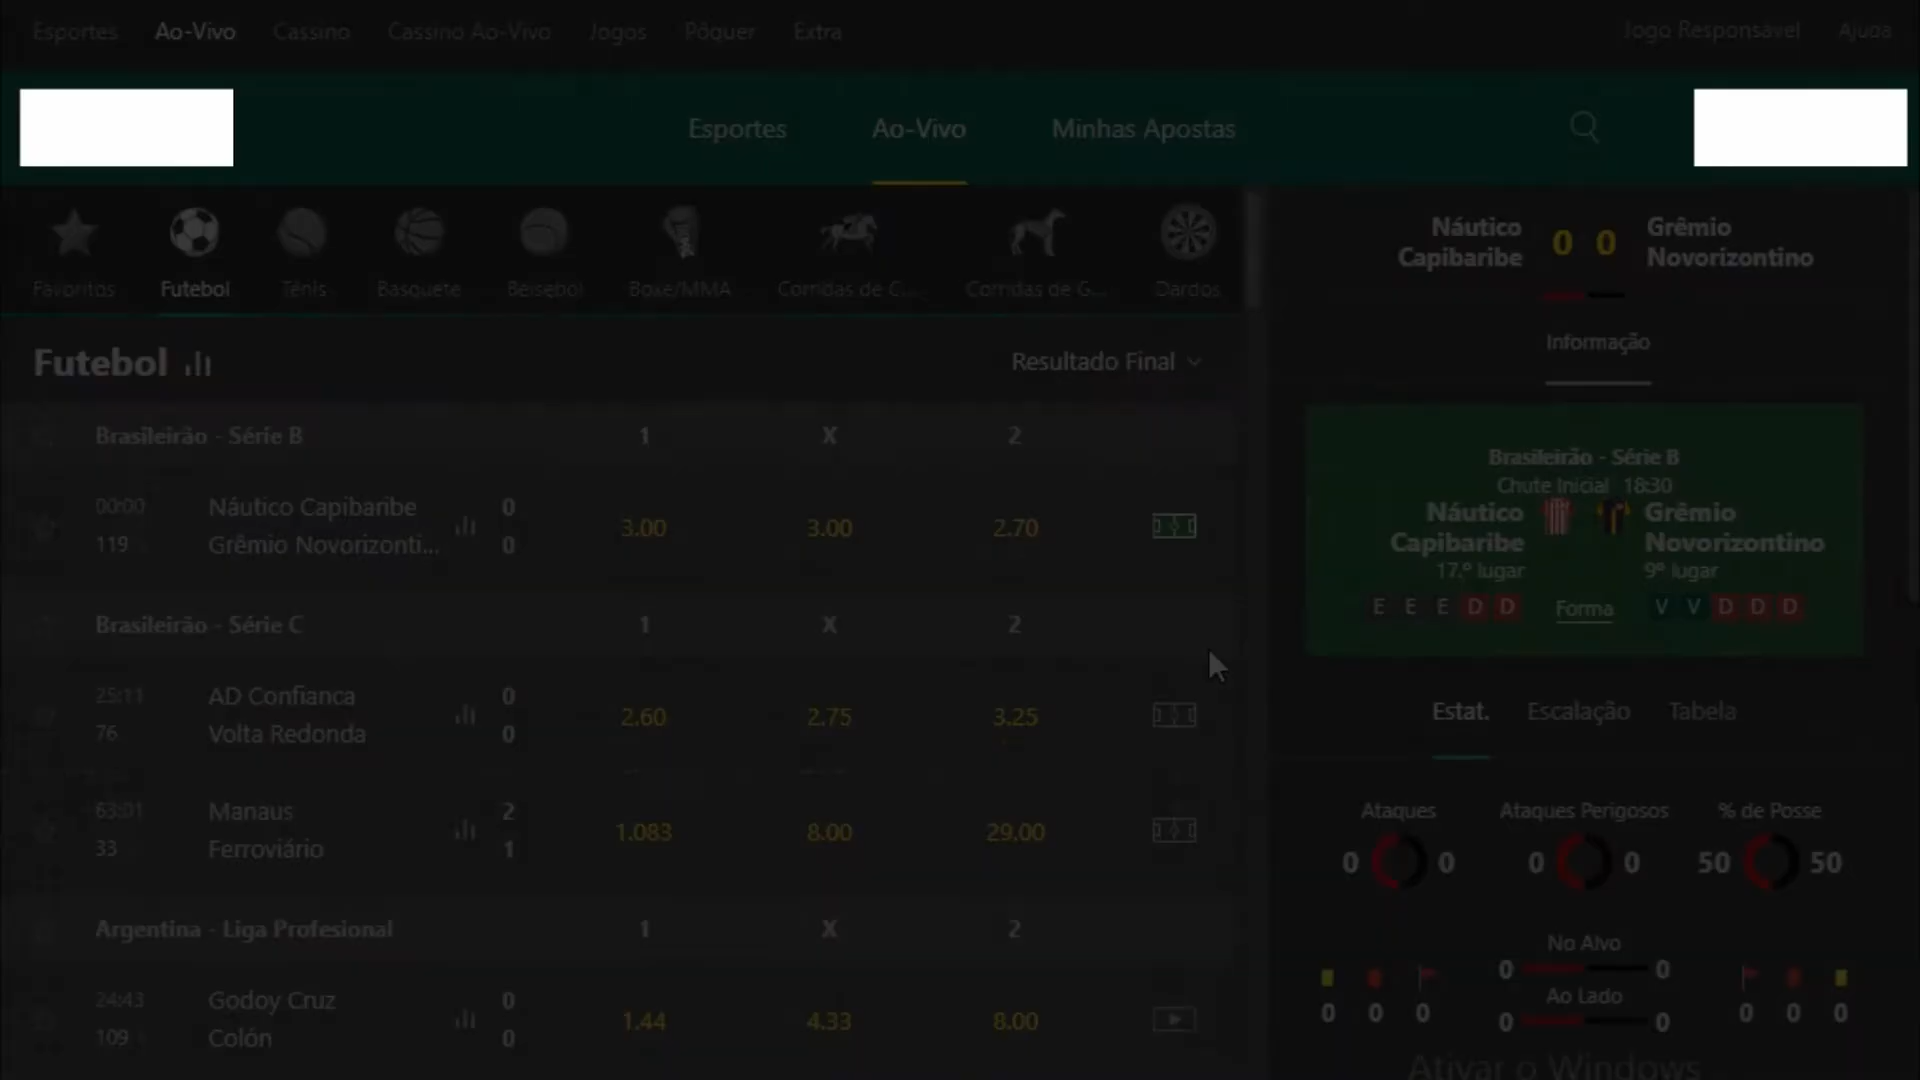 Esportes Ao-Vivo Cassino Cassino Ao-Vivo Jogos Pôquer Extra Jogo Responsável Ajuda
Esportes Ao-Vivo Minhas Apostas
Favoritos Futebol Tênis Basquete Beisebol Boxe/MMA Corridas de C... Corridas de G... Dardos
Futebol Resultado Final
Brasileirão - Série B 1 X 2
00:00 Náutico Capibaribe 0
119 Grêmio Novorizonti... 0
3.00 3.00 2.70
Brasileirão - Série C 1 X 2
25:11 AD Confianca 0
76 Volta Redonda 0
2.60 2.75 3.25
63:01 Manaus 2
33 Ferroviário 1
1.083 8.00 29.00
Argentina - Liga Profesional 1 X 2
24:43 Godoy Cruz 0
109 Colón 0
1.44 4.33 8.00
Náutico Capibaribe 0 0 Grêmio Novorizontino
Informação
Brasileirão - Série B
Chute Inicial 18:30
Náutico Grêmio
Capibaribe Novorizontino
17.º lugar 9º lugar
E E E D D Forma V V D D D
Estat. Escalação Tabela
Ataques Ataques Perigosos % de Posse
0 0 0 0 50 50
No Alvo
0 0
Ao Lado
0 0 0 0 0 0 0 0
Ativar o Windows